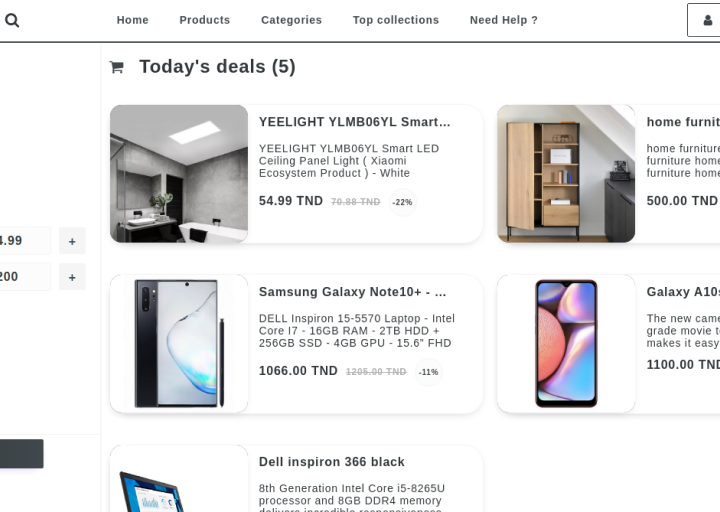 Home Products Categories Top collections Need Help ?
Today's deals (5)
YEELIGHT YLMB06YL Smart...
YEELIGHT YLMB06YL Smart LED
Ceiling Panel Light ( Xiaomi
Ecosystem Product ) - White
54.99 TND 70.88 TND -22%
home furnit
home furniture
furniture home
furniture home
500.00 TND
4.99 +
200 +
Samsung Galaxy Note10+ - ...
DELL Inspiron 15-5570 Laptop - Intel
Core I7 - 16GB RAM - 2TB HDD +
256GB SSD - 4GB GPU - 15.6" FHD
1066.00 TND 1205.00 TND -11%
Galaxy A10s
The new came
grade movie t
makes it easy
1100.00 TND
Dell inspiron 366 black
8th Generation Intel Core i5-8265U
processor and 8GB DDR4 memory
delivers incredible responsiveness